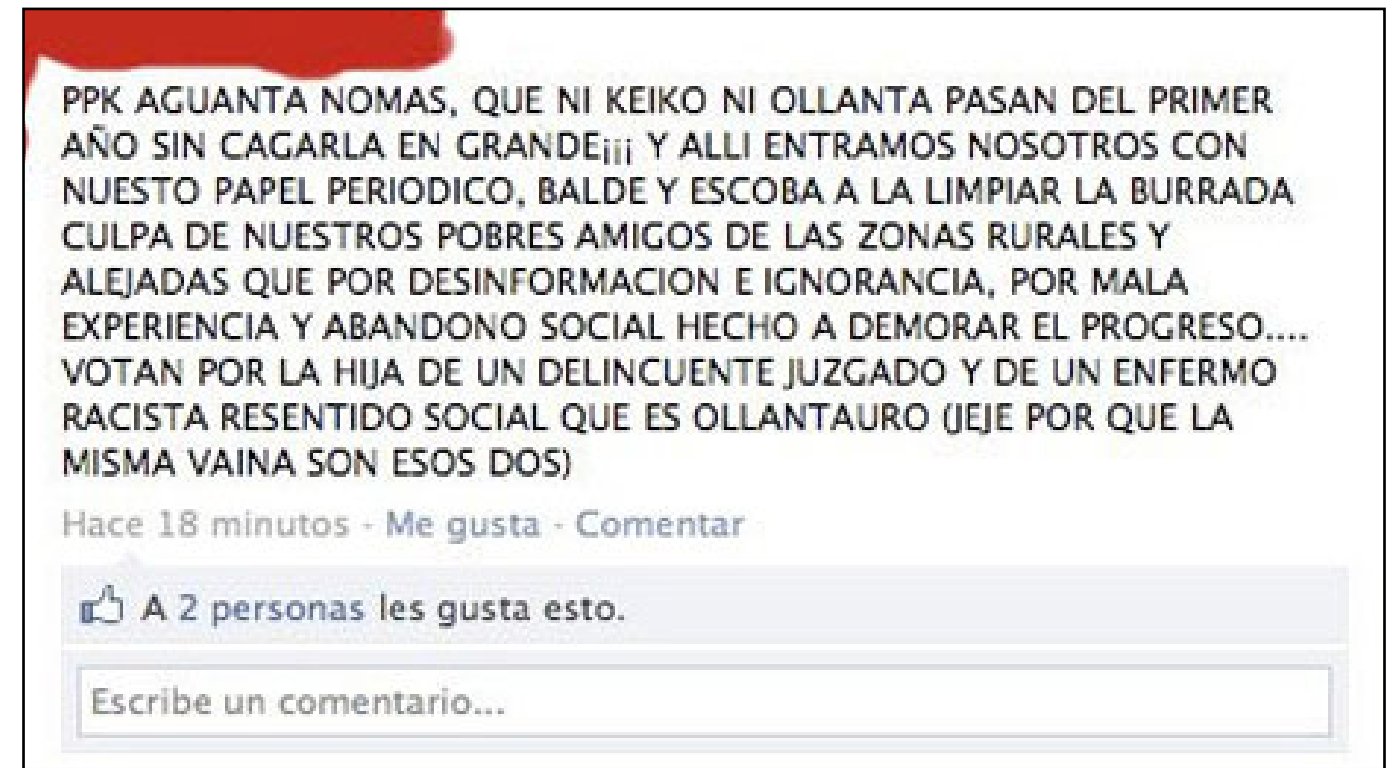 PPK AGUANTA NOMAS, QUE NI KEIKO NI OLLANTA PASAN DEL PRIMER
AÑO SIN CAGARLA EN GRANDE¡¡¡ Y ALLI ENTRAMOS NOSOTROS CON
NUESTO PAPEL PERIODICO, BALDE Y ESCOBA A LA LIMPIAR LA BURRADA
CULPA DE NUESTROS POBRES AMIGOS DE LAS ZONAS RURALES Y
ALEJADAS QUE POR DESINFORMACION E IGNORANCIA, POR MALA
EXPERIENCIA Y ABANDONO SOCIAL HECHO A DEMORAR EL PROGRESO....
VOTAN POR LA HIJA DE UN DELINCUENTE JUZGADO Y DE UN ENFERMO
RACISTA RESENTIDO SOCIAL QUE ES OLLANTAURO (JEJE POR QUE LA
MISMA VAINA SON ESOS DOS)
Hace 18 minutos · Me gusta · Comentar
A 2 personas les gusta esto.
Escribe un comentario...